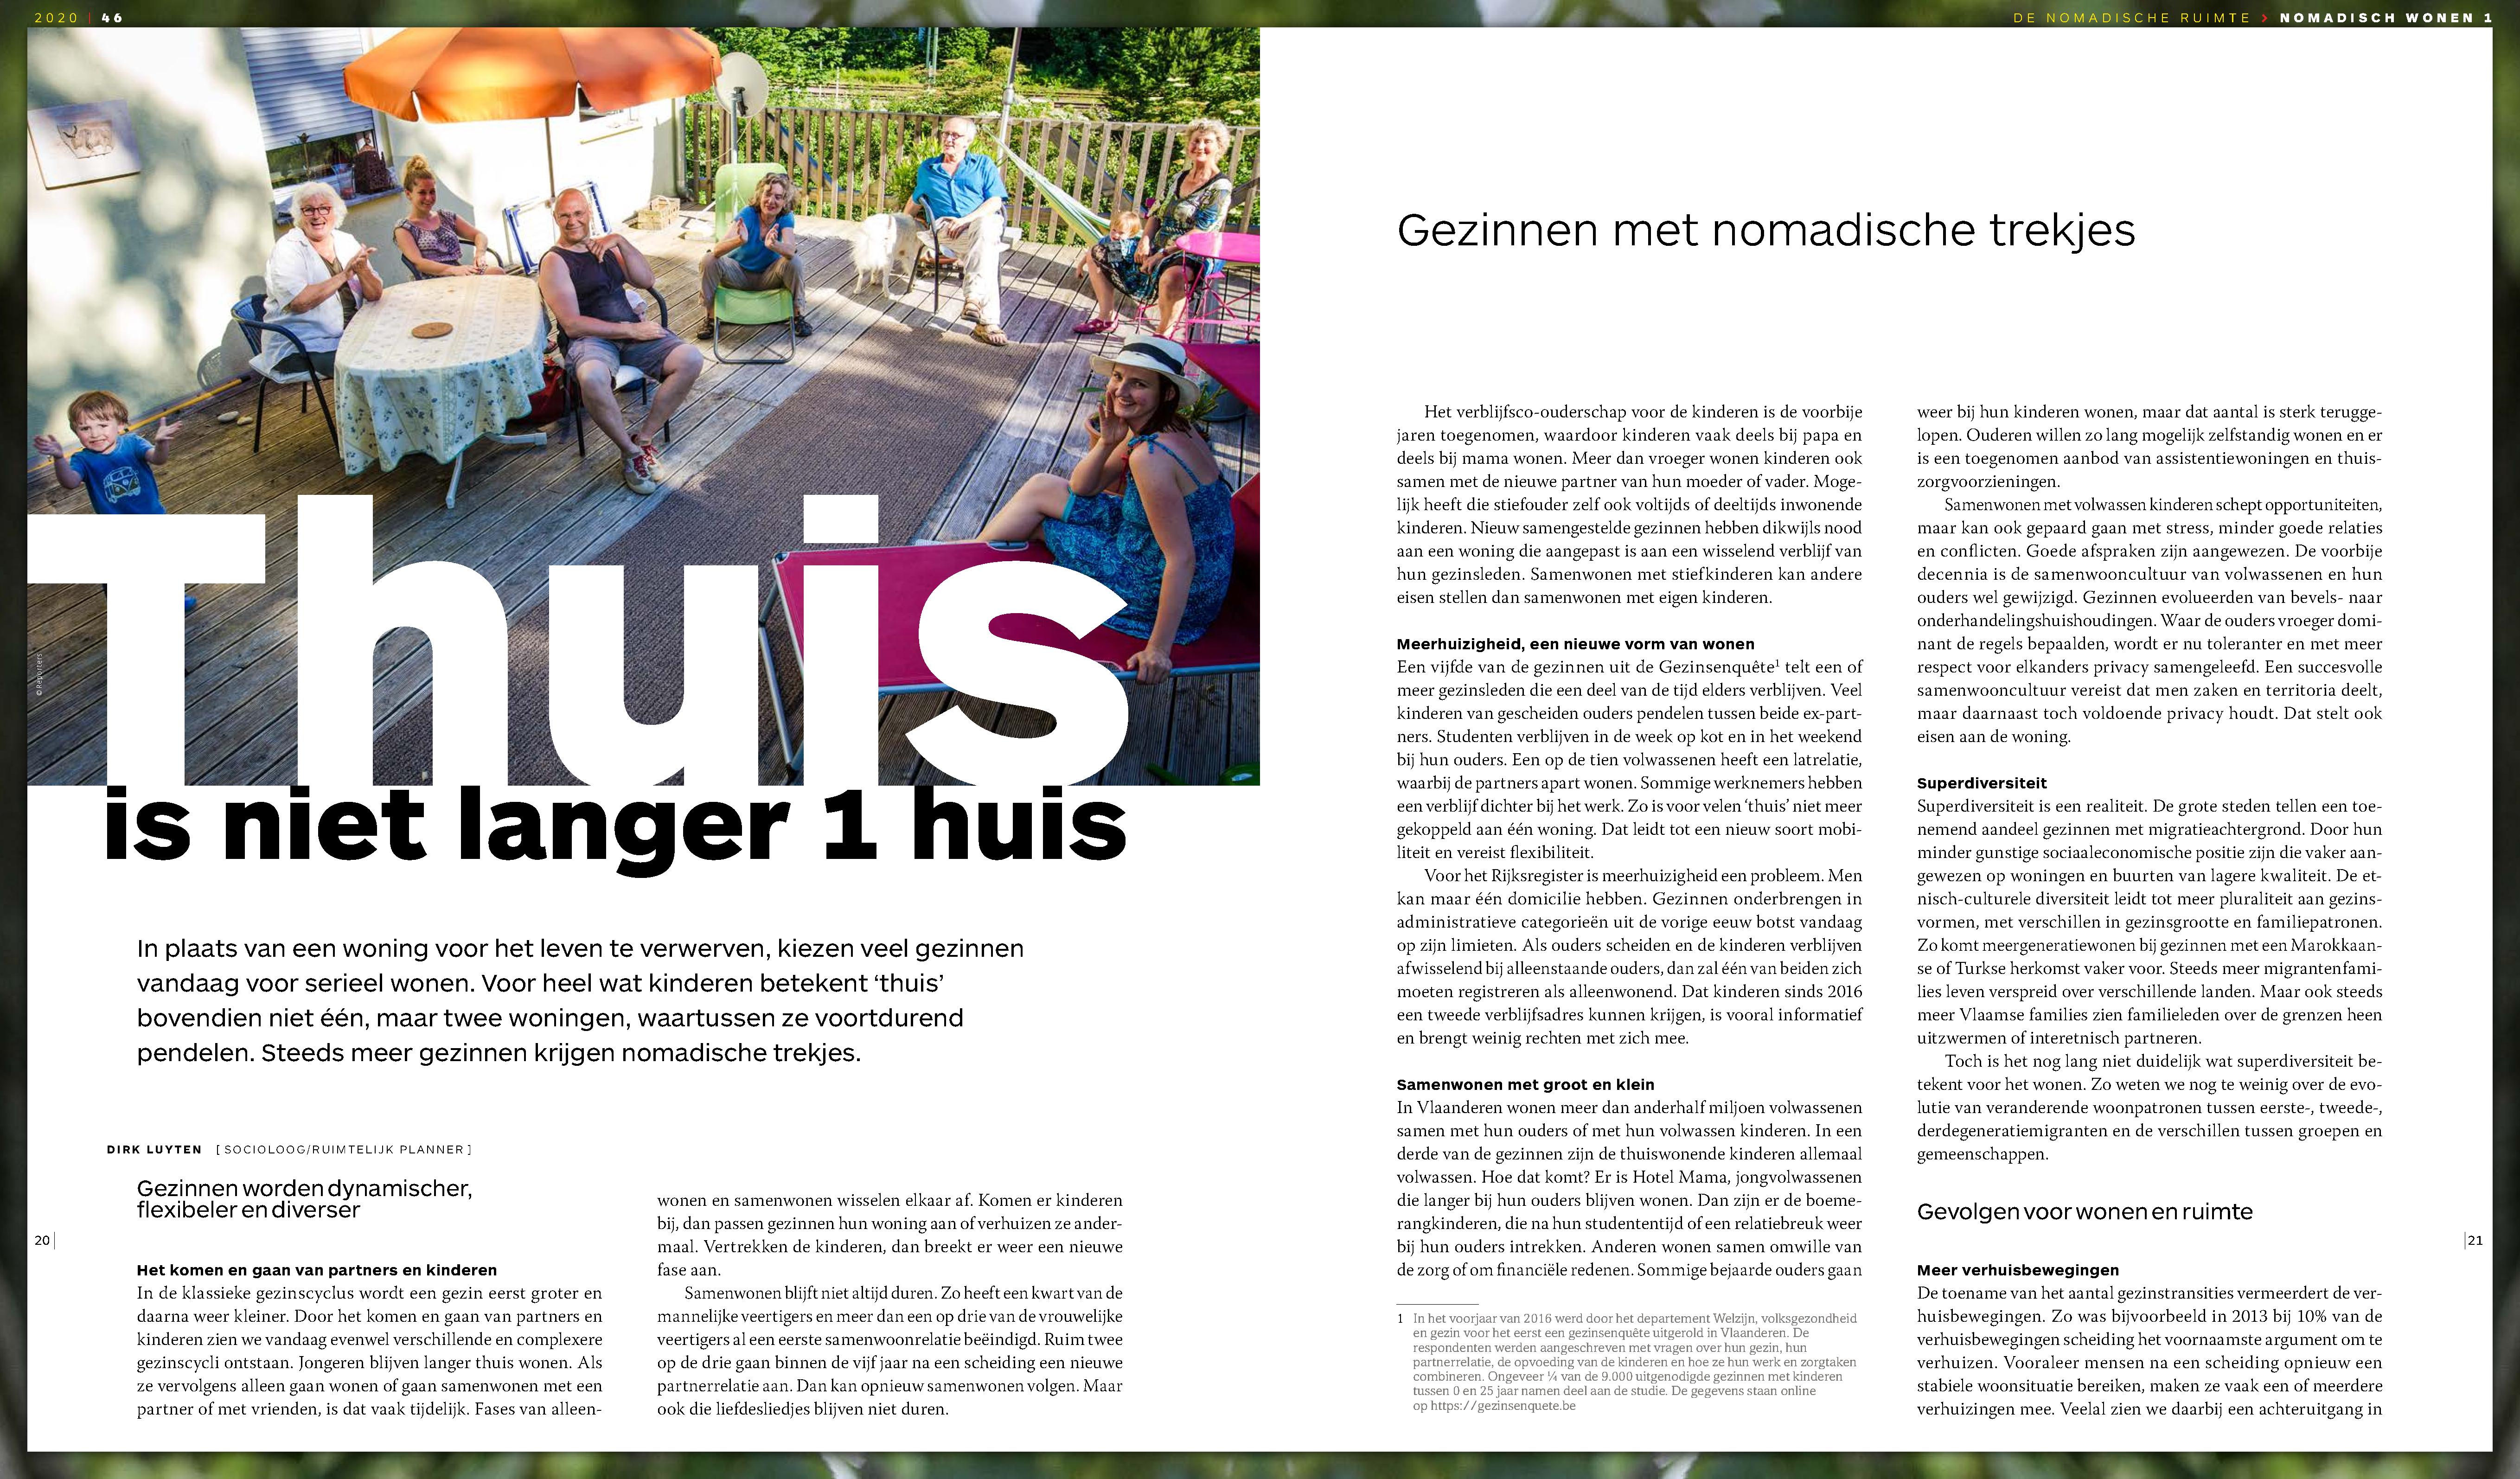 2020 | 46
DE NOMADISCHE RUIMTE > NOMADISCH WONEN 1
© Reporters
Thuis
is niet langer 1 huis
In plaats van een woning voor het leven te verwerven, kiezen veel gezinnen
vandaag voor serieel wonen. Voor heel wat kinderen betekent ‘thuis’
bovendien niet één, maar twee woningen, waartussen ze voortdurend
pendelen. Steeds meer gezinnen krijgen nomadische trekjes.
DIRK LUYTEN [ SOCIOLOOG/RUIMTELIJK PLANNER ]
Gezinnen worden dynamischer,
flexibeler en diverser
Het komen en gaan van partners en kinderen
In de klassieke gezinscyclus wordt een gezin eerst groter en
daarna weer kleiner. Door het komen en gaan van partners en
kinderen zien we vandaag evenwel verschillende en complexere
gezinscycli ontstaan. Jongeren blijven langer thuis wonen. Als
ze vervolgens alleen gaan wonen of gaan samenwonen met een
partner of met vrienden, is dat vaak tijdelijk. Fases van alleen-
wonen en samenwonen wisselen elkaar af. Komen er kinderen
bij, dan passen gezinnen hun woning aan of verhuizen ze ander-
maal. Vertrekken de kinderen, dan breekt er weer een nieuwe
fase aan.
Samenwonen blijft niet altijd duren. Zo heeft een kwart van de
mannelijke veertigers en meer dan een op drie van de vrouwelijke
veertigers al een eerste samenwoonrelatie beëindigd. Ruim twee
op de drie gaan binnen de vijf jaar na een scheiding een nieuwe
partnerrelatie aan. Dan kan opnieuw samenwonen volgen. Maar
ook die liefdesliedjes blijven niet duren.
20
Gezinnen met nomadische trekjes
Het verblijfsco-ouderschap voor de kinderen is de voorbije
jaren toegenomen, waardoor kinderen vaak deels bij papa en
deels bij mama wonen. Meer dan vroeger wonen kinderen ook
samen met de nieuwe partner van hun moeder of vader. Moge-
lijk heeft die stiefouder zelf ook voltijds of deeltijds inwonende
kinderen. Nieuw samengestelde gezinnen hebben dikwijls nood
aan een woning die aangepast is aan een wisselend verblijf van
hun gezinsleden. Samenwonen met stiefkinderen kan andere
eisen stellen dan samenwonen met eigen kinderen.
Meerhuizigheid, een nieuwe vorm van wonen
Een vijfde van de gezinnen uit de Gezinsenquête¹ telt een of
meer gezinsleden die een deel van de tijd elders verblijven. Veel
kinderen van gescheiden ouders pendelen tussen beide ex-part-
ners. Studenten verblijven in de week op kot en in het weekend
bij hun ouders. Een op de tien volwassenen heeft een latrelatie,
waarbij de partners apart wonen. Sommige werknemers hebben
een verblijf dichter bij het werk. Zo is voor velen ‘thuis’ niet meer
gekoppeld aan één woning. Dat leidt tot een nieuw soort mobi-
liteit en vereist flexibiliteit.
Voor het Rijksregister is meerhuizigheid een probleem. Men
kan maar één domicilie hebben. Gezinnen onderbrengen in
administratieve categorieën uit de vorige eeuw botst vandaag
op zijn limieten. Als ouders scheiden en de kinderen verblijven
afwisselend bij alleenstaande ouders, dan zal één van beiden zich
moeten registreren als alleenwonend. Dat kinderen sinds 2016
een tweede verblijfsadres kunnen krijgen, is vooral informatief
en brengt weinig rechten met zich mee.
Samenwonen met groot en klein
In Vlaanderen wonen meer dan anderhalf miljoen volwassenen
samen met hun ouders of met hun volwassen kinderen. In een
derde van de gezinnen zijn de thuiswonende kinderen allemaal
volwassen. Hoe dat komt? Er is Hotel Mama, jongvolwassenen
die langer bij hun ouders blijven wonen. Dan zijn er de boeme-
rangkinderen, die na hun studententijd of een relatiebreuk weer
bij hun ouders intrekken. Anderen wonen samen omwille van
de zorg of om financiële redenen. Sommige bejaarde ouders gaan
1 In het voorjaar van 2016 werd door het departement Welzijn, volksgezondheid
en gezin voor het eerst een gezinsenquête uitgerold in Vlaanderen. De
respondenten werden aangeschreven met vragen over hun gezin, hun
partnerrelatie, de opvoeding van de kinderen en hoe ze hun werk en zorgtaken
combineren. Ongeveer ¼ van de 9.000 uitgenodigde gezinnen met kinderen
tussen 0 en 25 jaar namen deel aan de studie. De gegevens staan online
op https://gezinsenquete.be
weer bij hun kinderen wonen, maar dat aantal is sterk terugge-
lopen. Ouderen willen zo lang mogelijk zelfstandig wonen en er
is een toegenomen aanbod van assistentiewoningen en thuis-
zorgvoorzieningen.
Samenwonen met volwassen kinderen schept opportuniteiten,
maar kan ook gepaard gaan met stress, minder goede relaties
en conflicten. Goede afspraken zijn aangewezen. De voorbije
decennia is de samenwooncultuur van volwassenen en hun
ouders wel gewijzigd. Gezinnen evolueerden van bevels- naar
onderhandelingshuishoudingen. Waar de ouders vroeger domi-
nant de regels bepaalden, wordt er nu toleranter en met meer
respect voor elkanders privacy samengeleefd. Een succesvolle
samenwooncultuur vereist dat men zaken en territoria deelt,
maar daarnaast toch voldoende privacy houdt. Dat stelt ook
eisen aan de woning.
Superdiversiteit
Superdiversiteit is een realiteit. De grote steden tellen een toe-
nemend aandeel gezinnen met migratieachtergrond. Door hun
minder gunstige sociaaleconomische positie zijn die vaker aan-
gewezen op woningen en buurten van lagere kwaliteit. De et-
nisch-culturele diversiteit leidt tot meer pluraliteit aan gezins-
vormen, met verschillen in gezinsgrootte en familiepatronen.
Zo komt meergeneratiewonen bij gezinnen met een Marokkaan-
se of Turkse herkomst vaker voor. Steeds meer migrantenfami-
lies leven verspreid over verschillende landen. Maar ook steeds
meer Vlaamse families zien familieleden over de grenzen heen
uitzwermen of interetnisch partneren.
Toch is het nog lang niet duidelijk wat superdiversiteit be-
tekent voor het wonen. Zo weten we nog te weinig over de evo-
lutie van veranderende woonpatronen tussen eerste-, tweede-,
derdegeneratiemigranten en de verschillen tussen groepen en
gemeenschappen.
Gevolgen voor wonen en ruimte
Meer verhuisbewegingen
De toename van het aantal gezinstransities vermeerdert de ver-
huisbewegingen. Zo was bijvoorbeeld in 2013 bij 10% van de
verhuisbewegingen scheiding het voornaamste argument om te
verhuizen. Vooraleer mensen na een scheiding opnieuw een
stabiele woonsituatie bereiken, maken ze vaak een of meerdere
verhuizingen mee. Veelal zien we daarbij een achteruitgang in
21